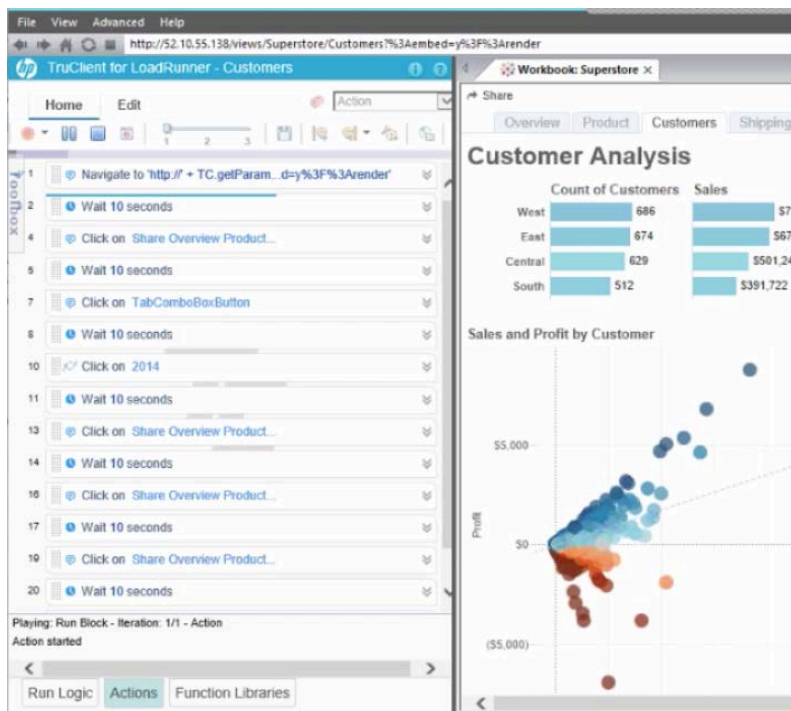 File View Advanced Help
http://52.10.55.138/views/Superstore/Customers?%3Aembed=y%3F%3Arender
hp TruClient for LoadRunner - Customers
Home Edit Action
1 2 3
Toolbox
1 Navigate to 'http://' + TC.getParam...d=y%3F%3Arender'
2 Wait 10 seconds
4 Click on Share Overview Product...
5 Wait 10 seconds
7 Click on TabComboBoxButton
8 Wait 10 seconds
10 Click on 2014
11 Wait 10 seconds
13 Click on Share Overview Product...
14 Wait 10 seconds
16 Click on Share Overview Product...
17 Wait 10 seconds
19 Click on Share Overview Product...
20 Wait 10 seconds
Playing: Run Block - Iteration: 1/1 - Action
Action started
Run Logic Actions Function Libraries
Workbook: Superstore
Share
Overview Product Customers Shipping
Customer Analysis
Count of Customers Sales
West 686 $7
East 674 $67
Central 629 $501,24
South 512 $391,722
Sales and Profit by Customer
$5,000
Profit
$0
($5,000)